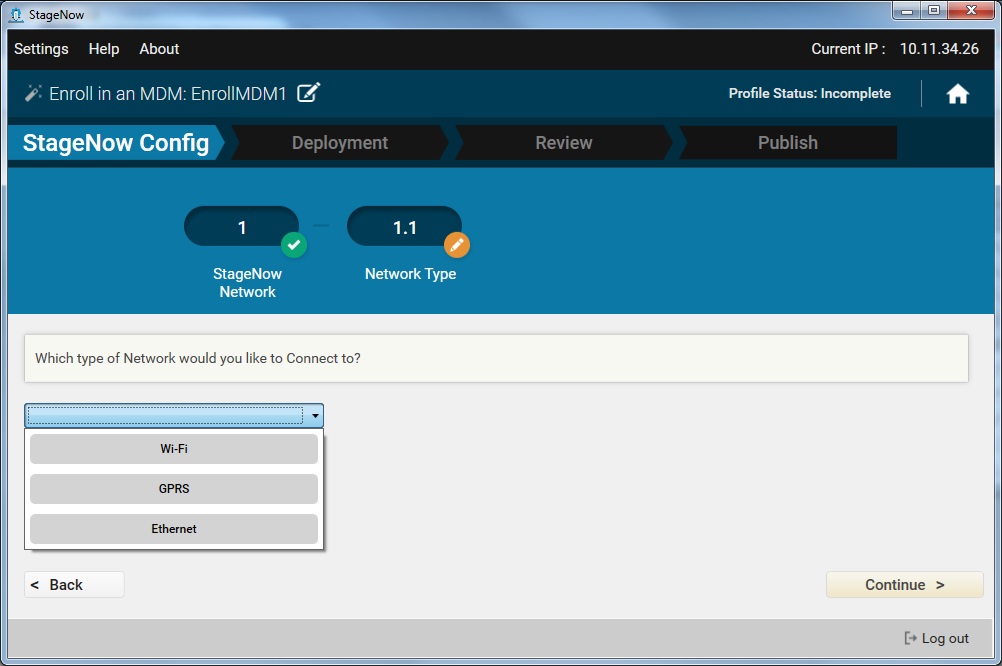 StageNow
Settings Help About Current IP : 10.11.34.26
Enroll in an MDM: EnrollMDM1 Profile Status: Incomplete
StageNow Config Deployment Review Publish
1 1.1
StageNow Network Type
Network
Which type of Network would you like to Connect to?
Wi-Fi
GPRS
Ethernet
< Back Continue >
Log out